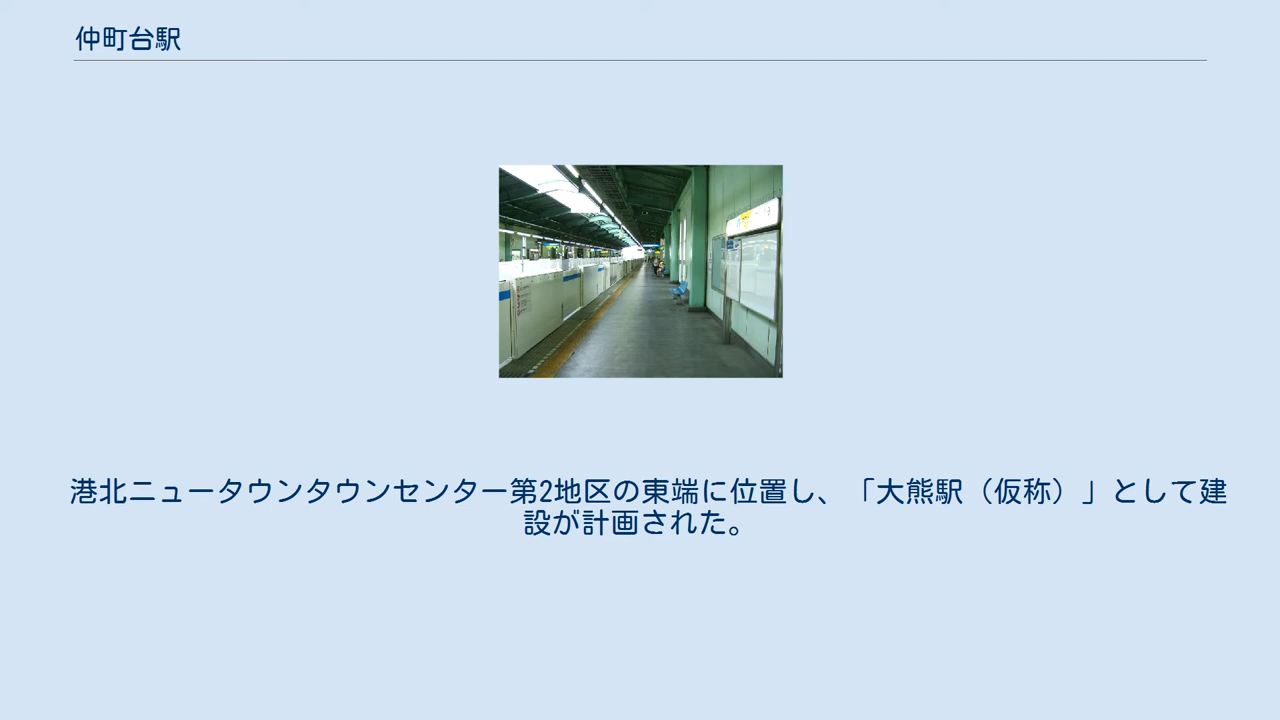 仲町台駅
港北ニュータウンタウンセンター第2地区の東端に位置し、「大熊駅（仮称）」として建
設が計画された。